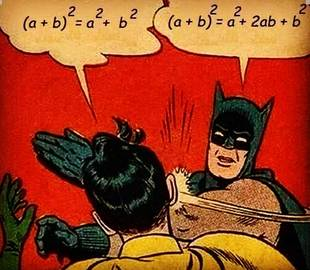 (a + b)² = a² + b²
(a + b)² = a² + 2ab + b²